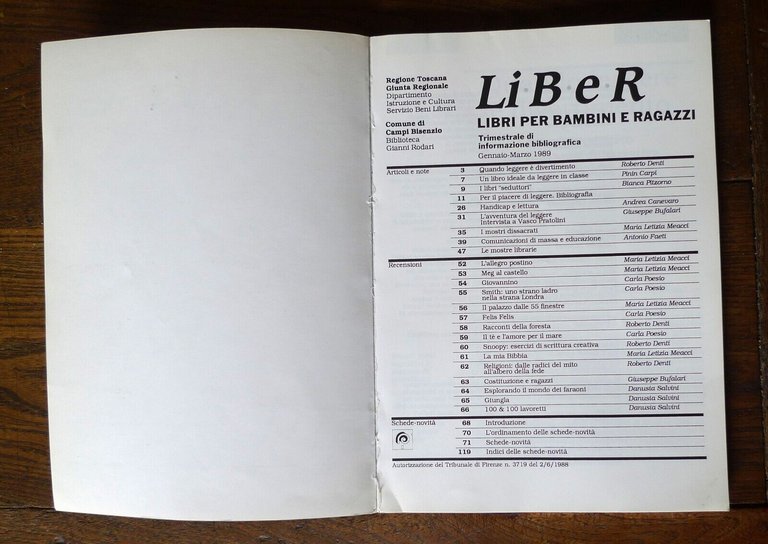 Regione Toscana
Giunta Regionale
Dipartimento
Istruzione e Cultura
Servizio Beni Librari
Comune di
Campi Bisenzio
Biblioteca
Gianni Rodari
LiBeR
LIBRI PER BAMBINI E RAGAZZI
Trimestrale di
informazione bibliografica
Gennaio-Marzo 1989
Articoli e note 3 Quando leggere è divertimento Roberto Denti
7 Un libro ideale da leggere in classe Pinin Carpi
9 I libri "seduttori" Bianca Pitzorno
11 Per il piacere di leggere. Bibliografia
26 Handicap e lettura Andrea Canevaro
31 L'avventura del leggere Giuseppe Bufalari
intervista a Vasco Pratolini
35 I mostri dissacrati Maria Letizia Meacci
39 Comunicazioni di massa e educazione Antonio Faeti
47 Le mostre librarie
Recensioni 52 L'allegro postino Maria Letizia Meacci
53 Meg al castello Maria Letizia Meacci
54 Giovannino Carla Poesio
55 Smith: uno strano ladro Carla Poesio
nella strana Londra
56 Il palazzo dalle 55 finestre Maria Letizia Meacci
57 Felis Felis Carla Poesio
58 Racconti della foresta Roberto Denti
59 Il tè e l'amore per il mare Carla Poesio
60 Snoopy: esercizi di scrittura creativa Roberto Denti
61 La mia Bibbia Maria Letizia Meacci
62 Religioni: dalle radici del mito Roberto Denti
all'albero della fede
63 Costituzione e ragazzi Giuseppe Bufalari
64 Esplorando il mondo dei faraoni Danusia Salvini
65 Giungla Danusia Salvini
66 100 & 100 lavoretti Danusia Salvini
Schede-novità 68 Introduzione
70 L'ordinamento delle schede-novità
71 Schede-novità
119 Indici delle schede-novità
Autorizzazione del Tribunale di Firenze n. 3719 del 2/6/1988